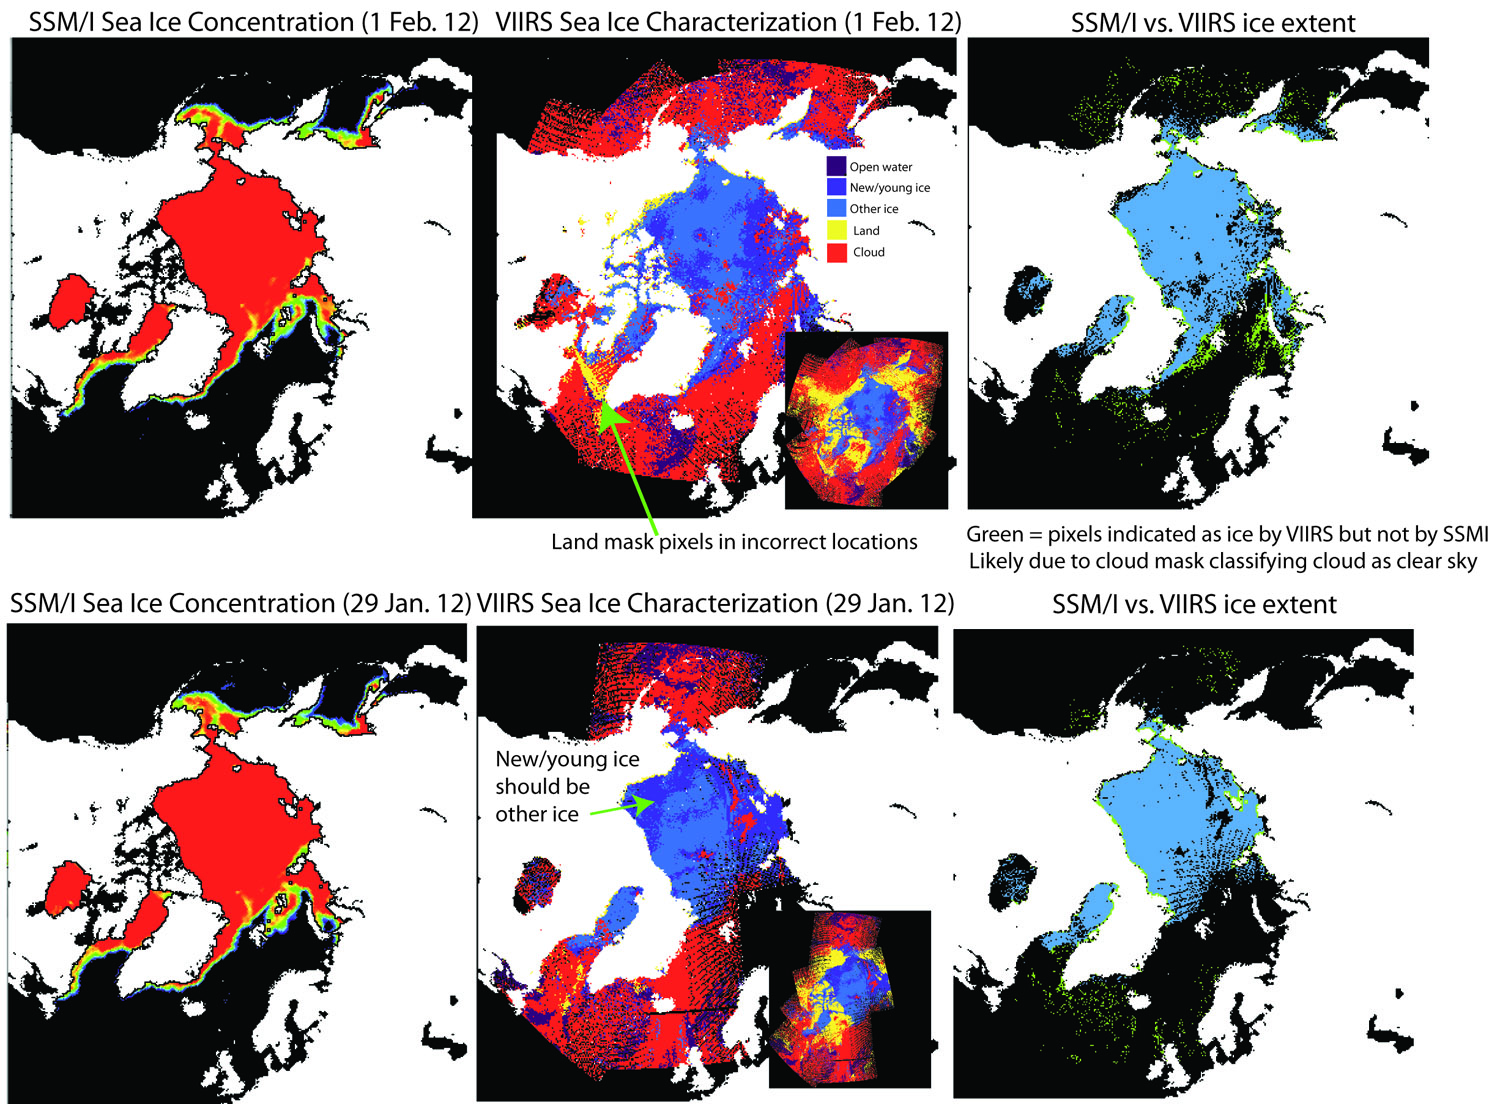 SSM/I Sea Ice Concentration (1 Feb. 12)
VIIRS Sea Ice Characterization (1 Feb. 12)
SSM/I vs. VIIRS ice extent
Open water
New/young ice
Other ice
Land
Cloud
Land mask pixels in incorrect locations
Green = pixels indicated as ice by VIIRS but not by SSMI
Likely due to cloud mask classifying cloud as clear sky
SSM/I Sea Ice Concentration (29 Jan. 12)
VIIRS Sea Ice Characterization (29 Jan. 12)
SSM/I vs. VIIRS ice extent
New/young ice
should be
other ice